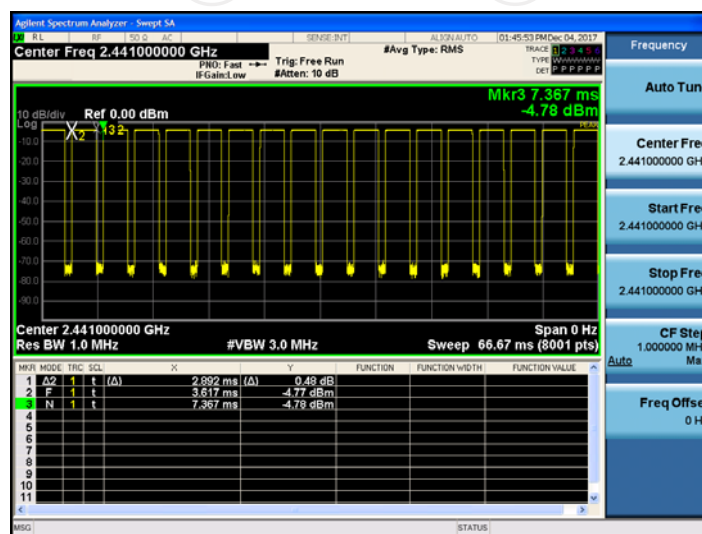 Agilent Spectrum Analyzer - Swept SA
LXI RL RF 50 Ω AC SENSE:INT ALIGN AUTO 01:45:53 PM Dec 04, 2017
Center Freq 2.441000000 GHz
PNO: Fast
IFGain:Low
Trig: Free Run
#Atten: 10 dB
#Avg Type: RMS
TRACE 1 2 3 4 5 6
TYPE
DET P P P P P P
Mkr3 7.367 ms
-4.78 dBm
10 dB/div Ref 0.00 dBm
Log
PEAK
X2 132
-10.0
-20.0
-30.0
-40.0
-50.0
-60.0
-70.0
-80.0
-90.0
Center 2.441000000 GHz Span 0 Hz
Res BW 1.0 MHz #VBW 3.0 MHz Sweep 66.67 ms (8001 pts)
MKR MODE TRC SCL X Y FUNCTION FUNCTION WIDTH FUNCTION VALUE
1 Δ2 1 t (Δ) 2.892 ms (Δ) 0.48 dB
2 F 1 t 3.617 ms -4.77 dBm
3 N 1 t 7.367 ms -4.78 dBm
4
5
6
7
8
9
10
11
MSG STATUS
Frequency
Auto Tun
Center Fre
2.441000000 GH
Start Fre
2.441000000 GH
Stop Fre
2.441000000 GH
CF Step
1.000000 MH
Auto Ma
Freq Offse
0 H